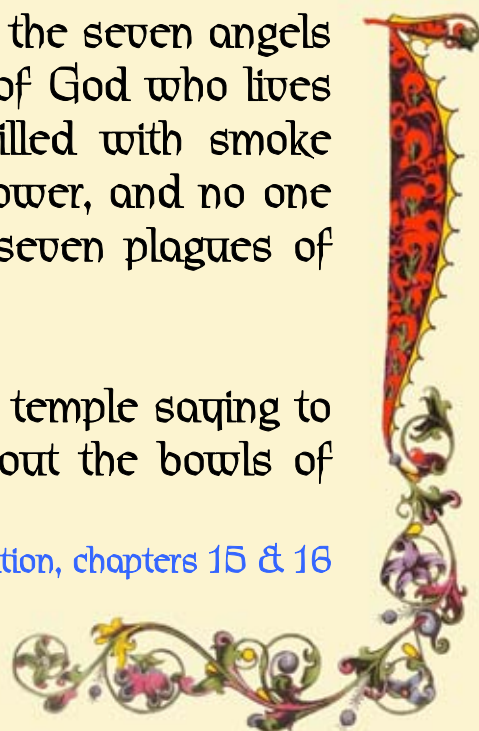 the seven angels
of God who lives
illed with smoke
ower, and no one
seven plagues of
temple saying to
out the bowls of
tion, chapters 15 & 16